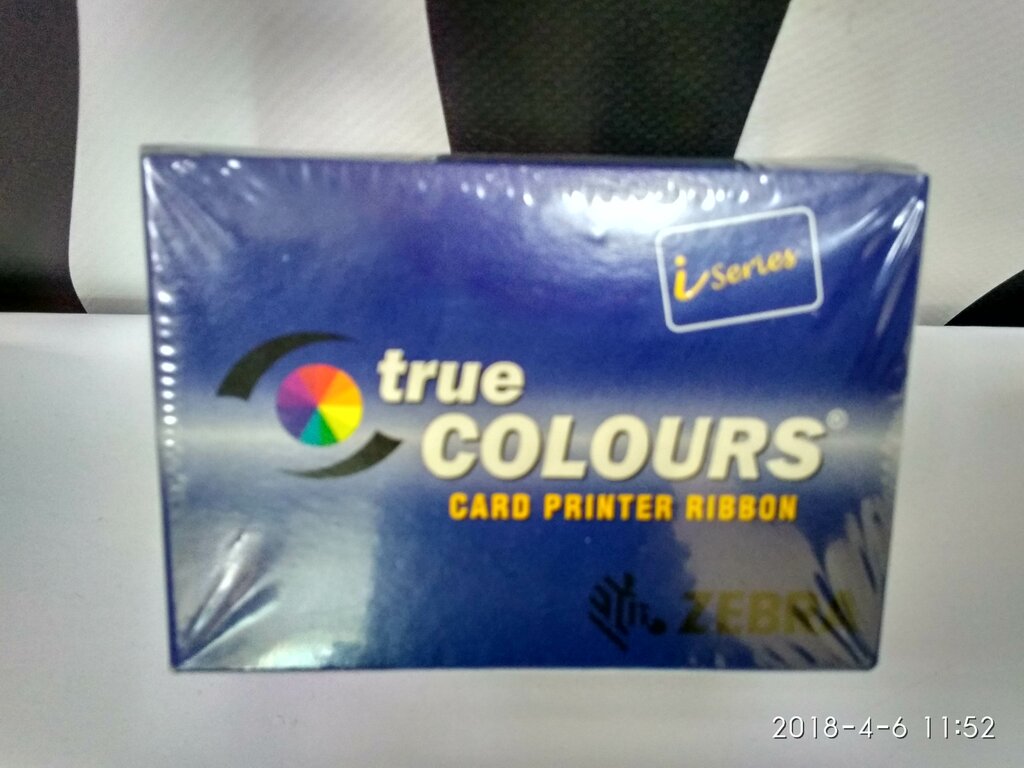 i Series
true
COLOURS®
CARD PRINTER RIBBON
ZEBRA
2018-4-6 11:52